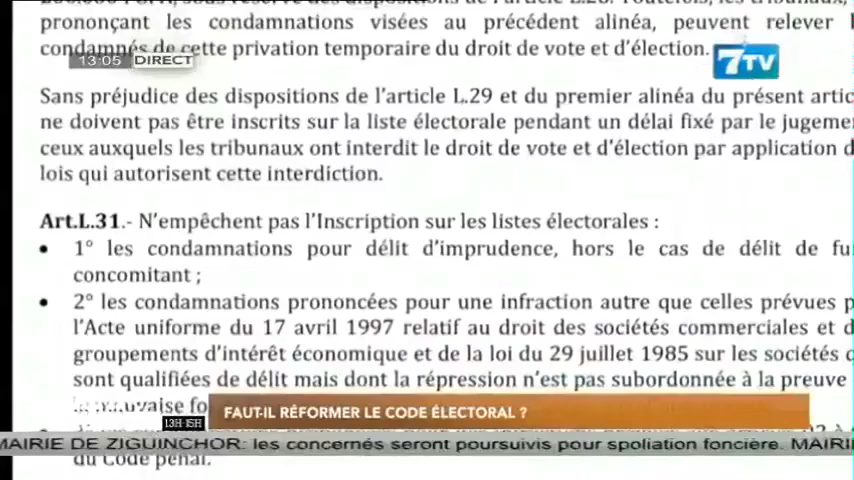 prononçant les condamnations visées au précédent alinéa, peuvent relever
condamnés de cette privation temporaire du droit de vote et d'élection.
13:05 DIRECT
7TV
Sans préjudice des dispositions de l'article L.29 et du premier alinéa du présent artic
ne doivent pas être inscrits sur la liste électorale pendant un délai fixé par le jugeme
ceux auxquels les tribunaux ont interdit le droit de vote et d'élection par application d
lois qui autorisent cette interdiction.
Art.L.31.- N'empêchent pas l'Inscription sur les listes électorales :
• 1° les condamnations pour délit d'imprudence, hors le cas de délit de fu
concomitant ;
• 2° les condamnations prononcées pour une infraction autre que celles prévues p
l'Acte uniforme du 17 avril 1997 relatif au droit des sociétés commerciales et d
groupements d'intérêt économique et de la loi du 29 juillet 1985 sur les sociétés
sont qualifiées de délit mais dont la répression n'est pas subordonnée à la preuve
FAUT-IL RÉFORMER LE CODE ÉLECTORAL ?
13H-15H
MAIRIE DE ZIGUINCHOR: les concernés seront poursuivis pour spoliation foncière. MAIRI
du Code pénal.